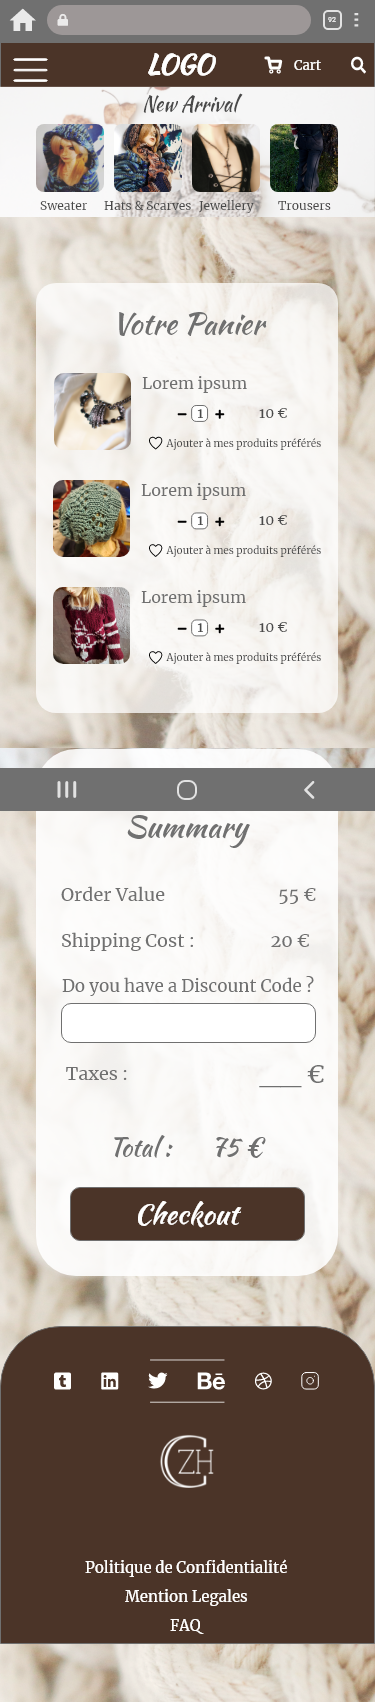 92
LOGO Cart
New Arrival
Sweater Hats & Scarves Jewellery Trousers
Votre Panier
Lorem ipsum
1 10 €
Ajouter à mes produits préférés
Lorem ipsum
1 10 €
Ajouter à mes produits préférés
Lorem ipsum
1 10 €
Ajouter à mes produits préférés
Summary
Order Value 55 €
Shipping Cost : 20 €
Do you have a Discount Code ?
Taxes : ___ €
Total : 75 €
Checkout
t in Bē
CZH
Politique de Confidentialité
Mention Legales
FAQ